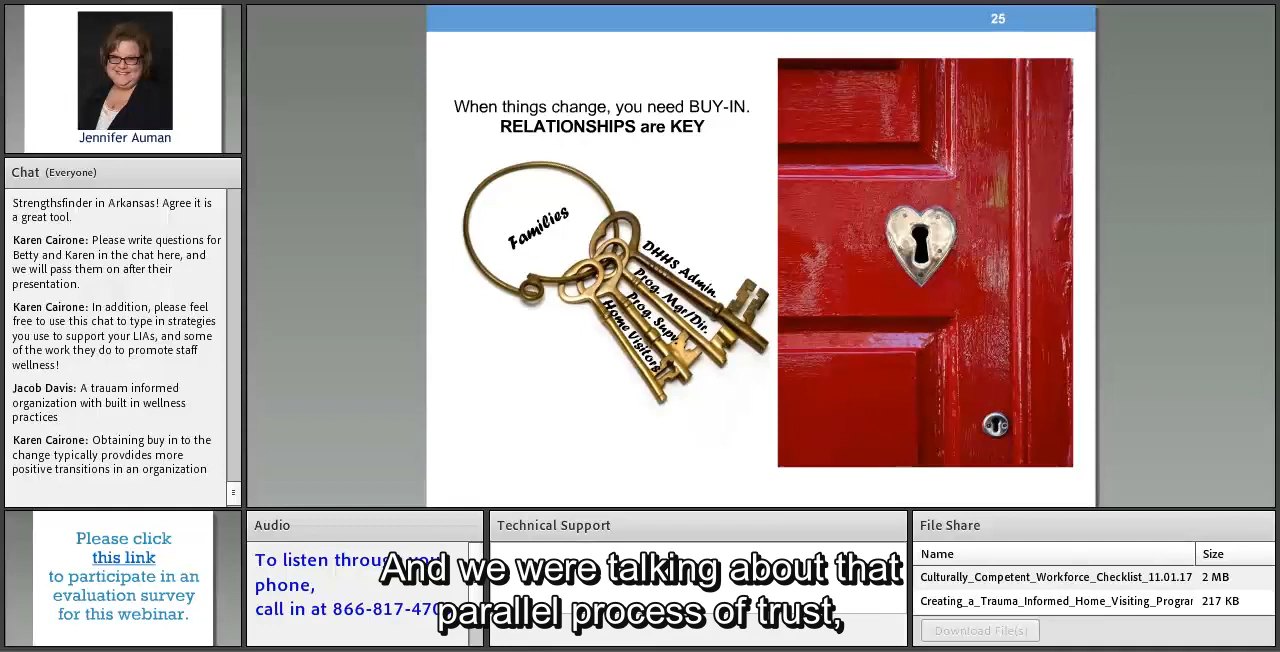 Jennifer Auman
Chat (Everyone)
Strengthsfinder in Arkansas! Agree it is
a great tool.
Karen Cairone: Please write questions for
Betty and Karen in the chat here, and
we will pass them on after their
presentation.
Karen Cairone: In addition, please feel
free to use this chat to type in strategies
you use to support your LIAs, and some
of the work they do to promote staff
wellness!
Jacob Davis: A trauam informed
organization with built in wellness
practices
Karen Cairone: Obtaining buy in to the
change typically provdides more
positive transitions in an organization
Please click
this link
to participate in an
evaluation survey
for this webinar.
25
When things change, you need BUY-IN.
RELATIONSHIPS are KEY
Families
DHHS Admin.
Prog. Mgr/Dir.
Prog. Supv.
Home Visitors
Audio
To listen through your
phone,
call in at 866-817-470
Technical Support
File Share
Name Size
Culturally_Competent_Workforce_Checklist_11.01.17 2 MB
Creating_a_Trauma_Informed_Home_Visiting_Prograr 217 KB
Download File(s)
And we were talking about that
parallel process of trust,